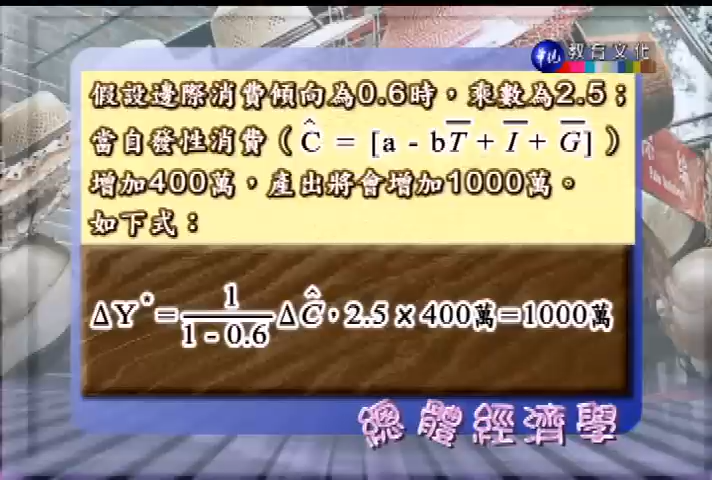 華視 教育文化
假設邊際消費傾向為0.6時，乘數為2.5；
當自發性消費（Ĉ = [a - bT̅ + I̅ + G̅]）
增加400萬，產出將會增加1000萬。
如下式：
ΔY* = 1/(1 - 0.6) ΔĈ，2.5 x 400萬=1000萬
總體經濟學